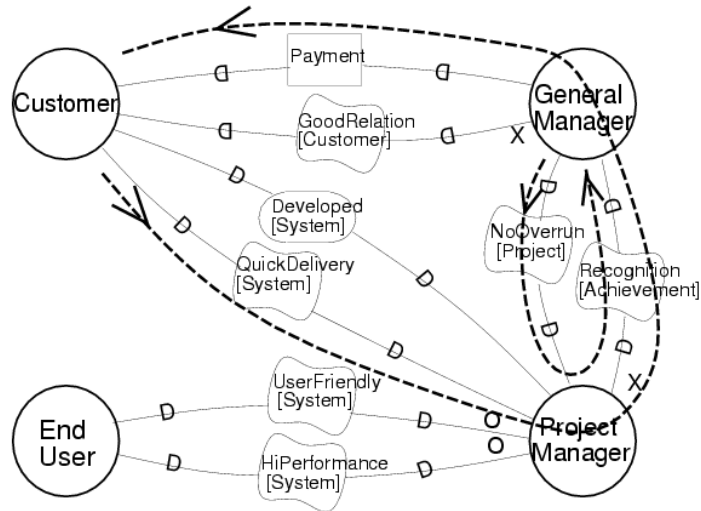 Payment
D
D
Customer
General
Manager
GoodRelation
[Customer]
D
D
X
D
D
D
Developed
[System]
D
D
NoOverrun
[Project]
QuickDelivery
[System]
Recognition
[Achievement]
D
D
D
D
X
UserFriendly
[System]
D
D
O
End
User
Project
Manager
O
HiPerformance
[System]
D
D